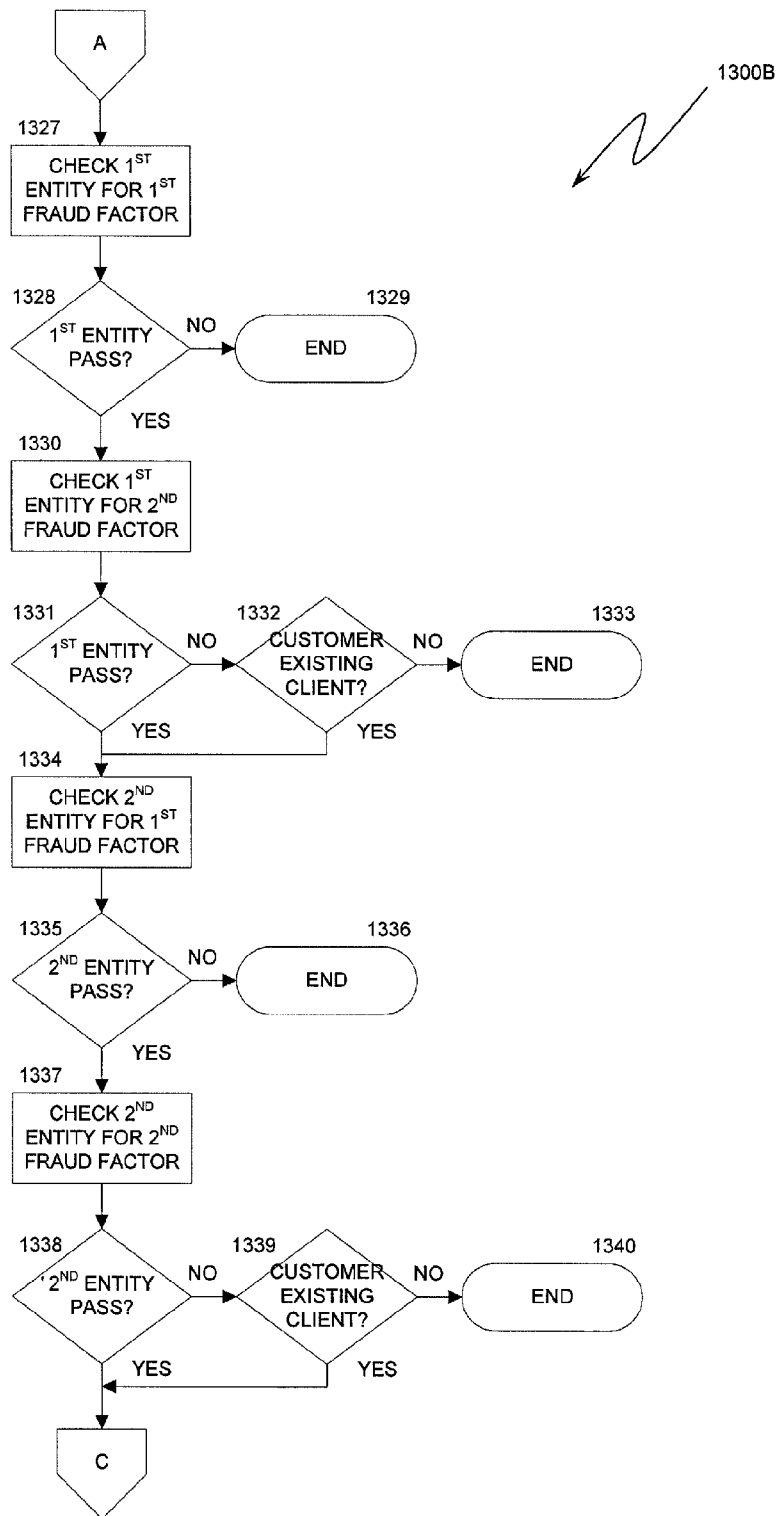 A
1300B
1327
CHECK 1ST
ENTITY FOR 1ST
FRAUD FACTOR
1328
1ST ENTITY
PASS?
NO
1329
END
YES
1330
CHECK 1ST
ENTITY FOR 2ND
FRAUD FACTOR
1331
1ST ENTITY
PASS?
NO
1332
CUSTOMER
EXISTING
CLIENT?
NO
1333
END
YES
YES
1334
CHECK 2ND
ENTITY FOR 1ST
FRAUD FACTOR
1335
2ND ENTITY
PASS?
NO
1336
END
YES
1337
CHECK 2ND
ENTITY FOR 2ND
FRAUD FACTOR
1338
2ND ENTITY
PASS?
NO
1339
CUSTOMER
EXISTING
CLIENT?
NO
1340
END
YES
YES
C